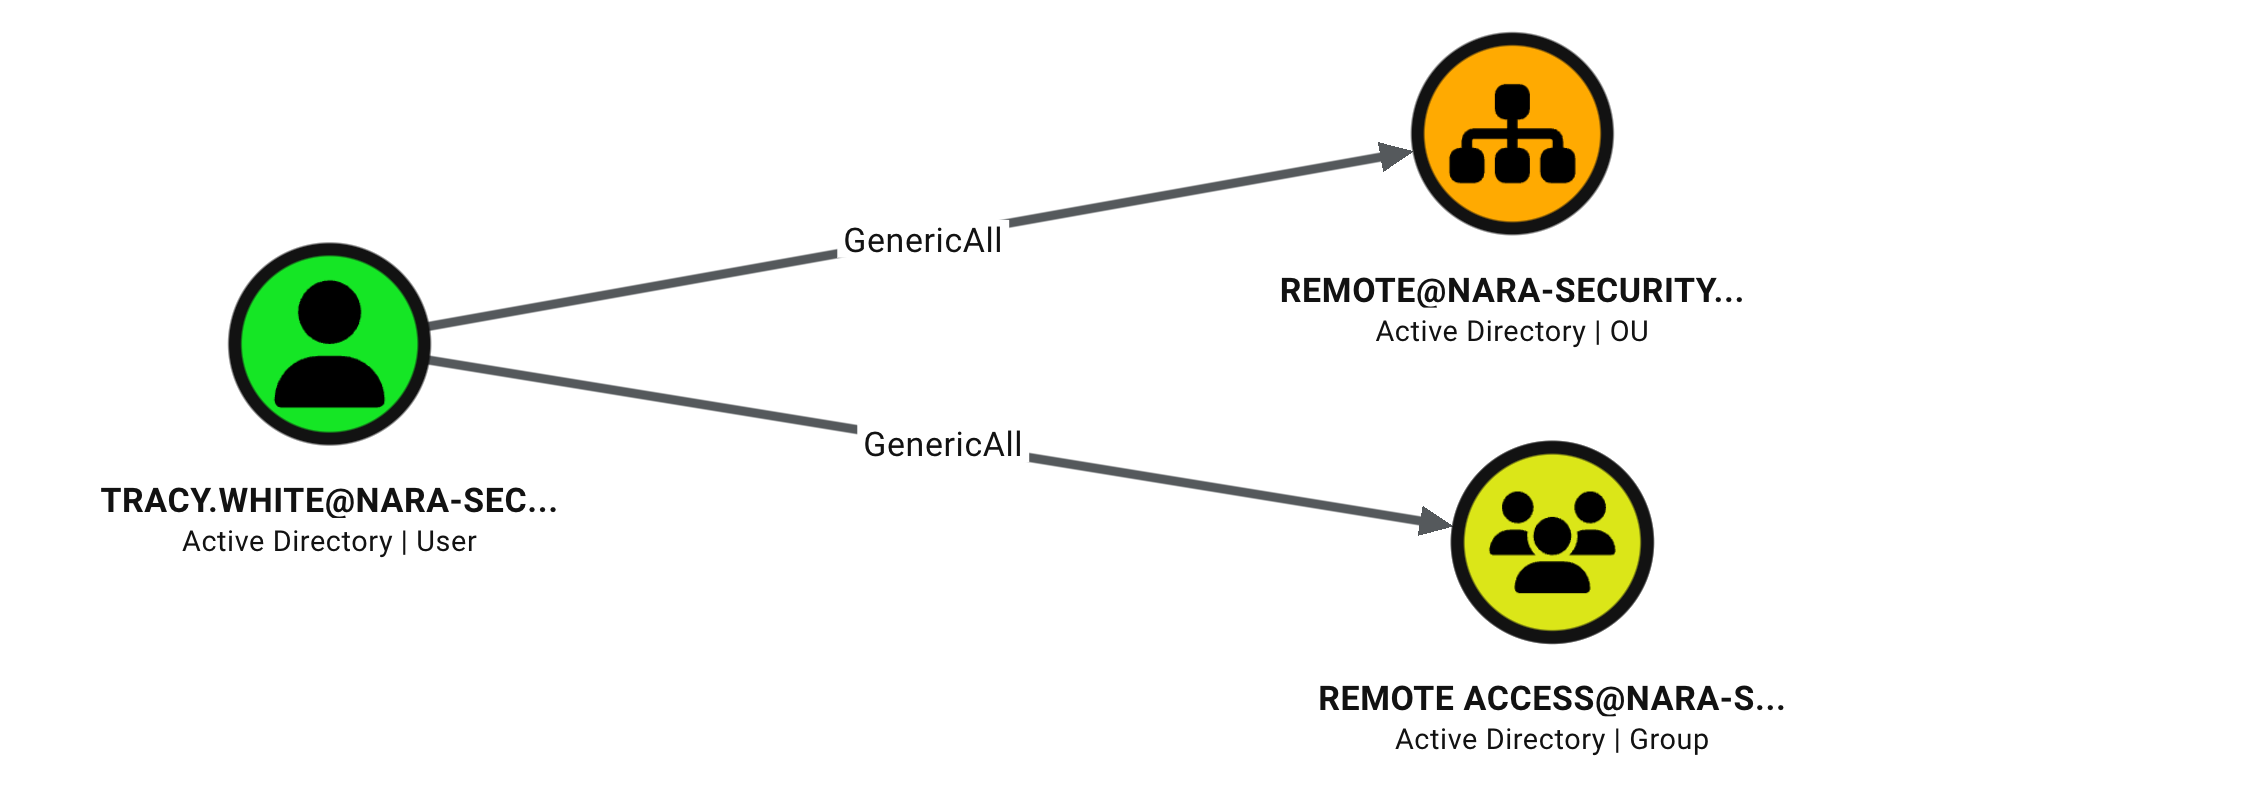 GenericAll
REMOTE@NARA-SECURITY...
Active Directory | OU
GenericAll
TRACY.WHITE@NARA-SEC...
Active Directory | User
REMOTE ACCESS@NARA-S...
Active Directory | Group